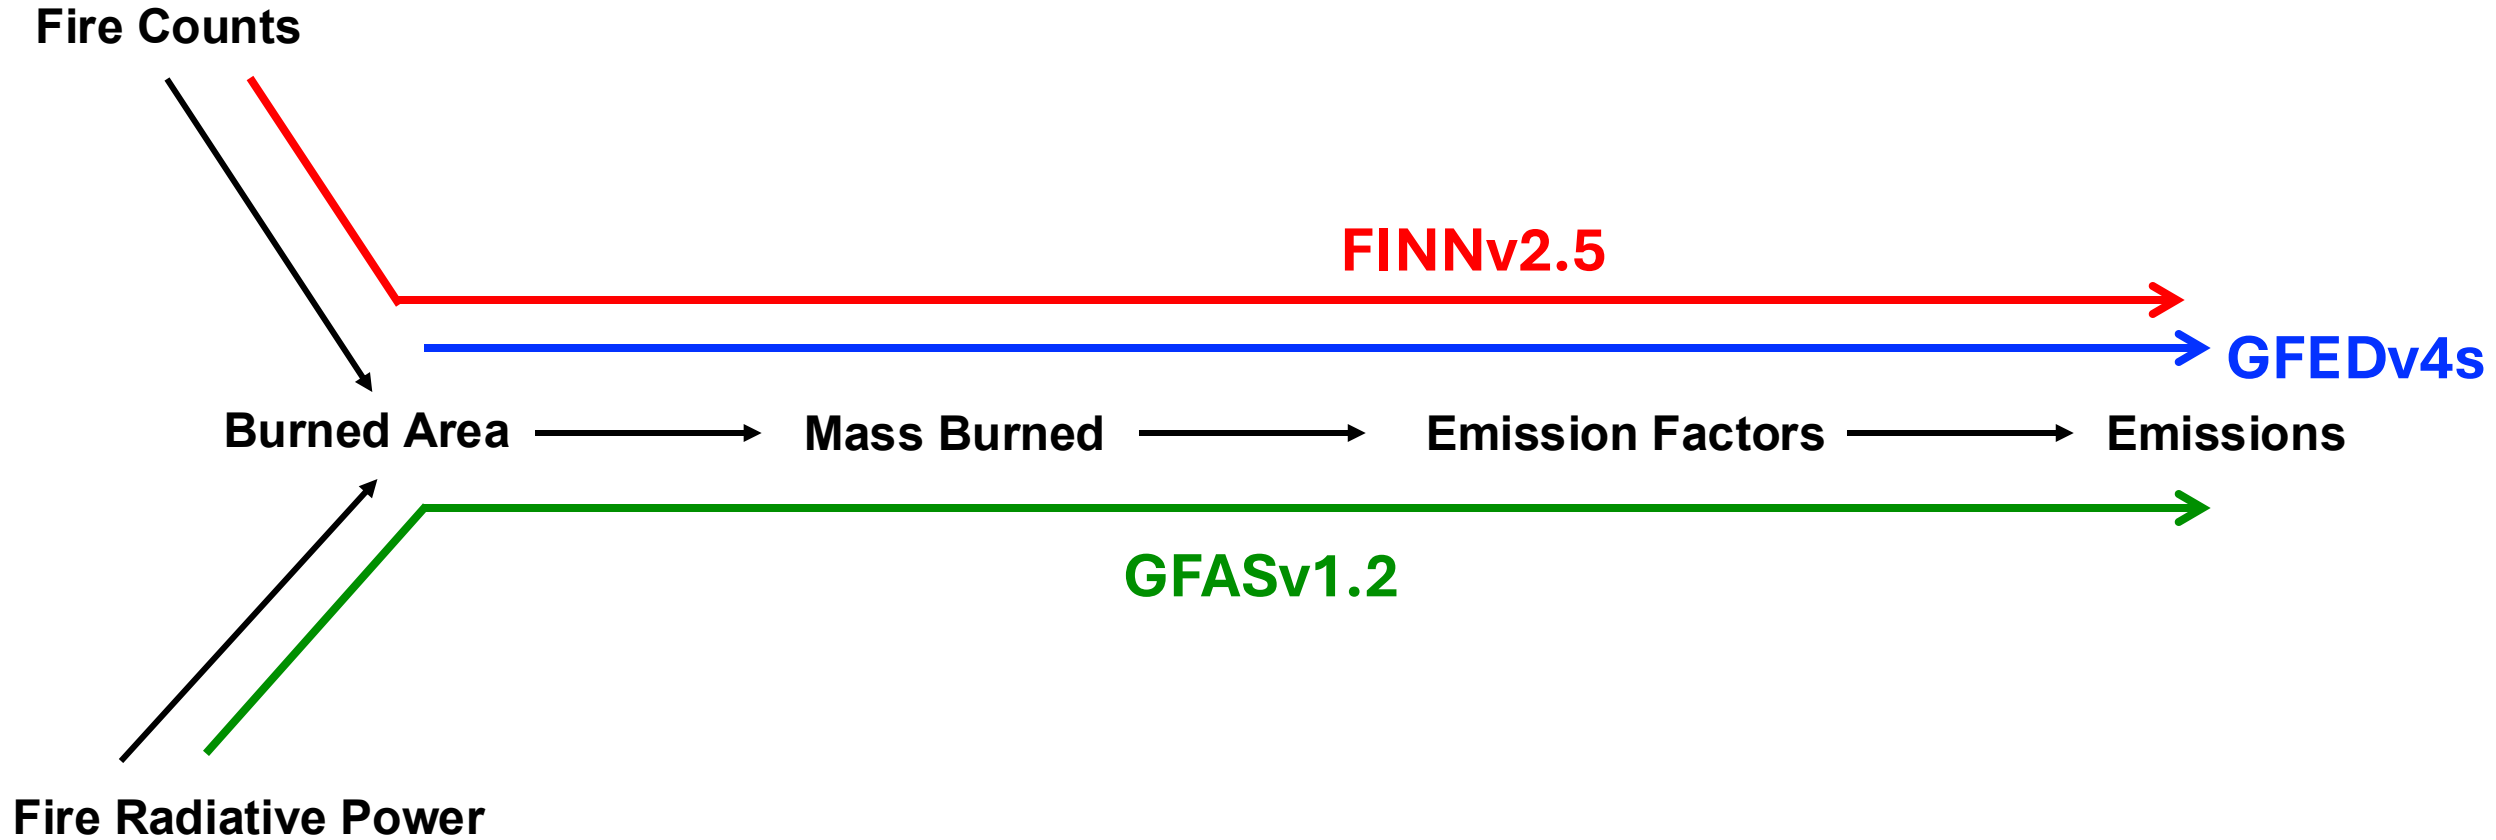 Fire Counts
FINNv2.5
GFEDv4s
Burned Area
Mass Burned
Emission Factors
Emissions
GFASv1.2
Fire Radiative Power